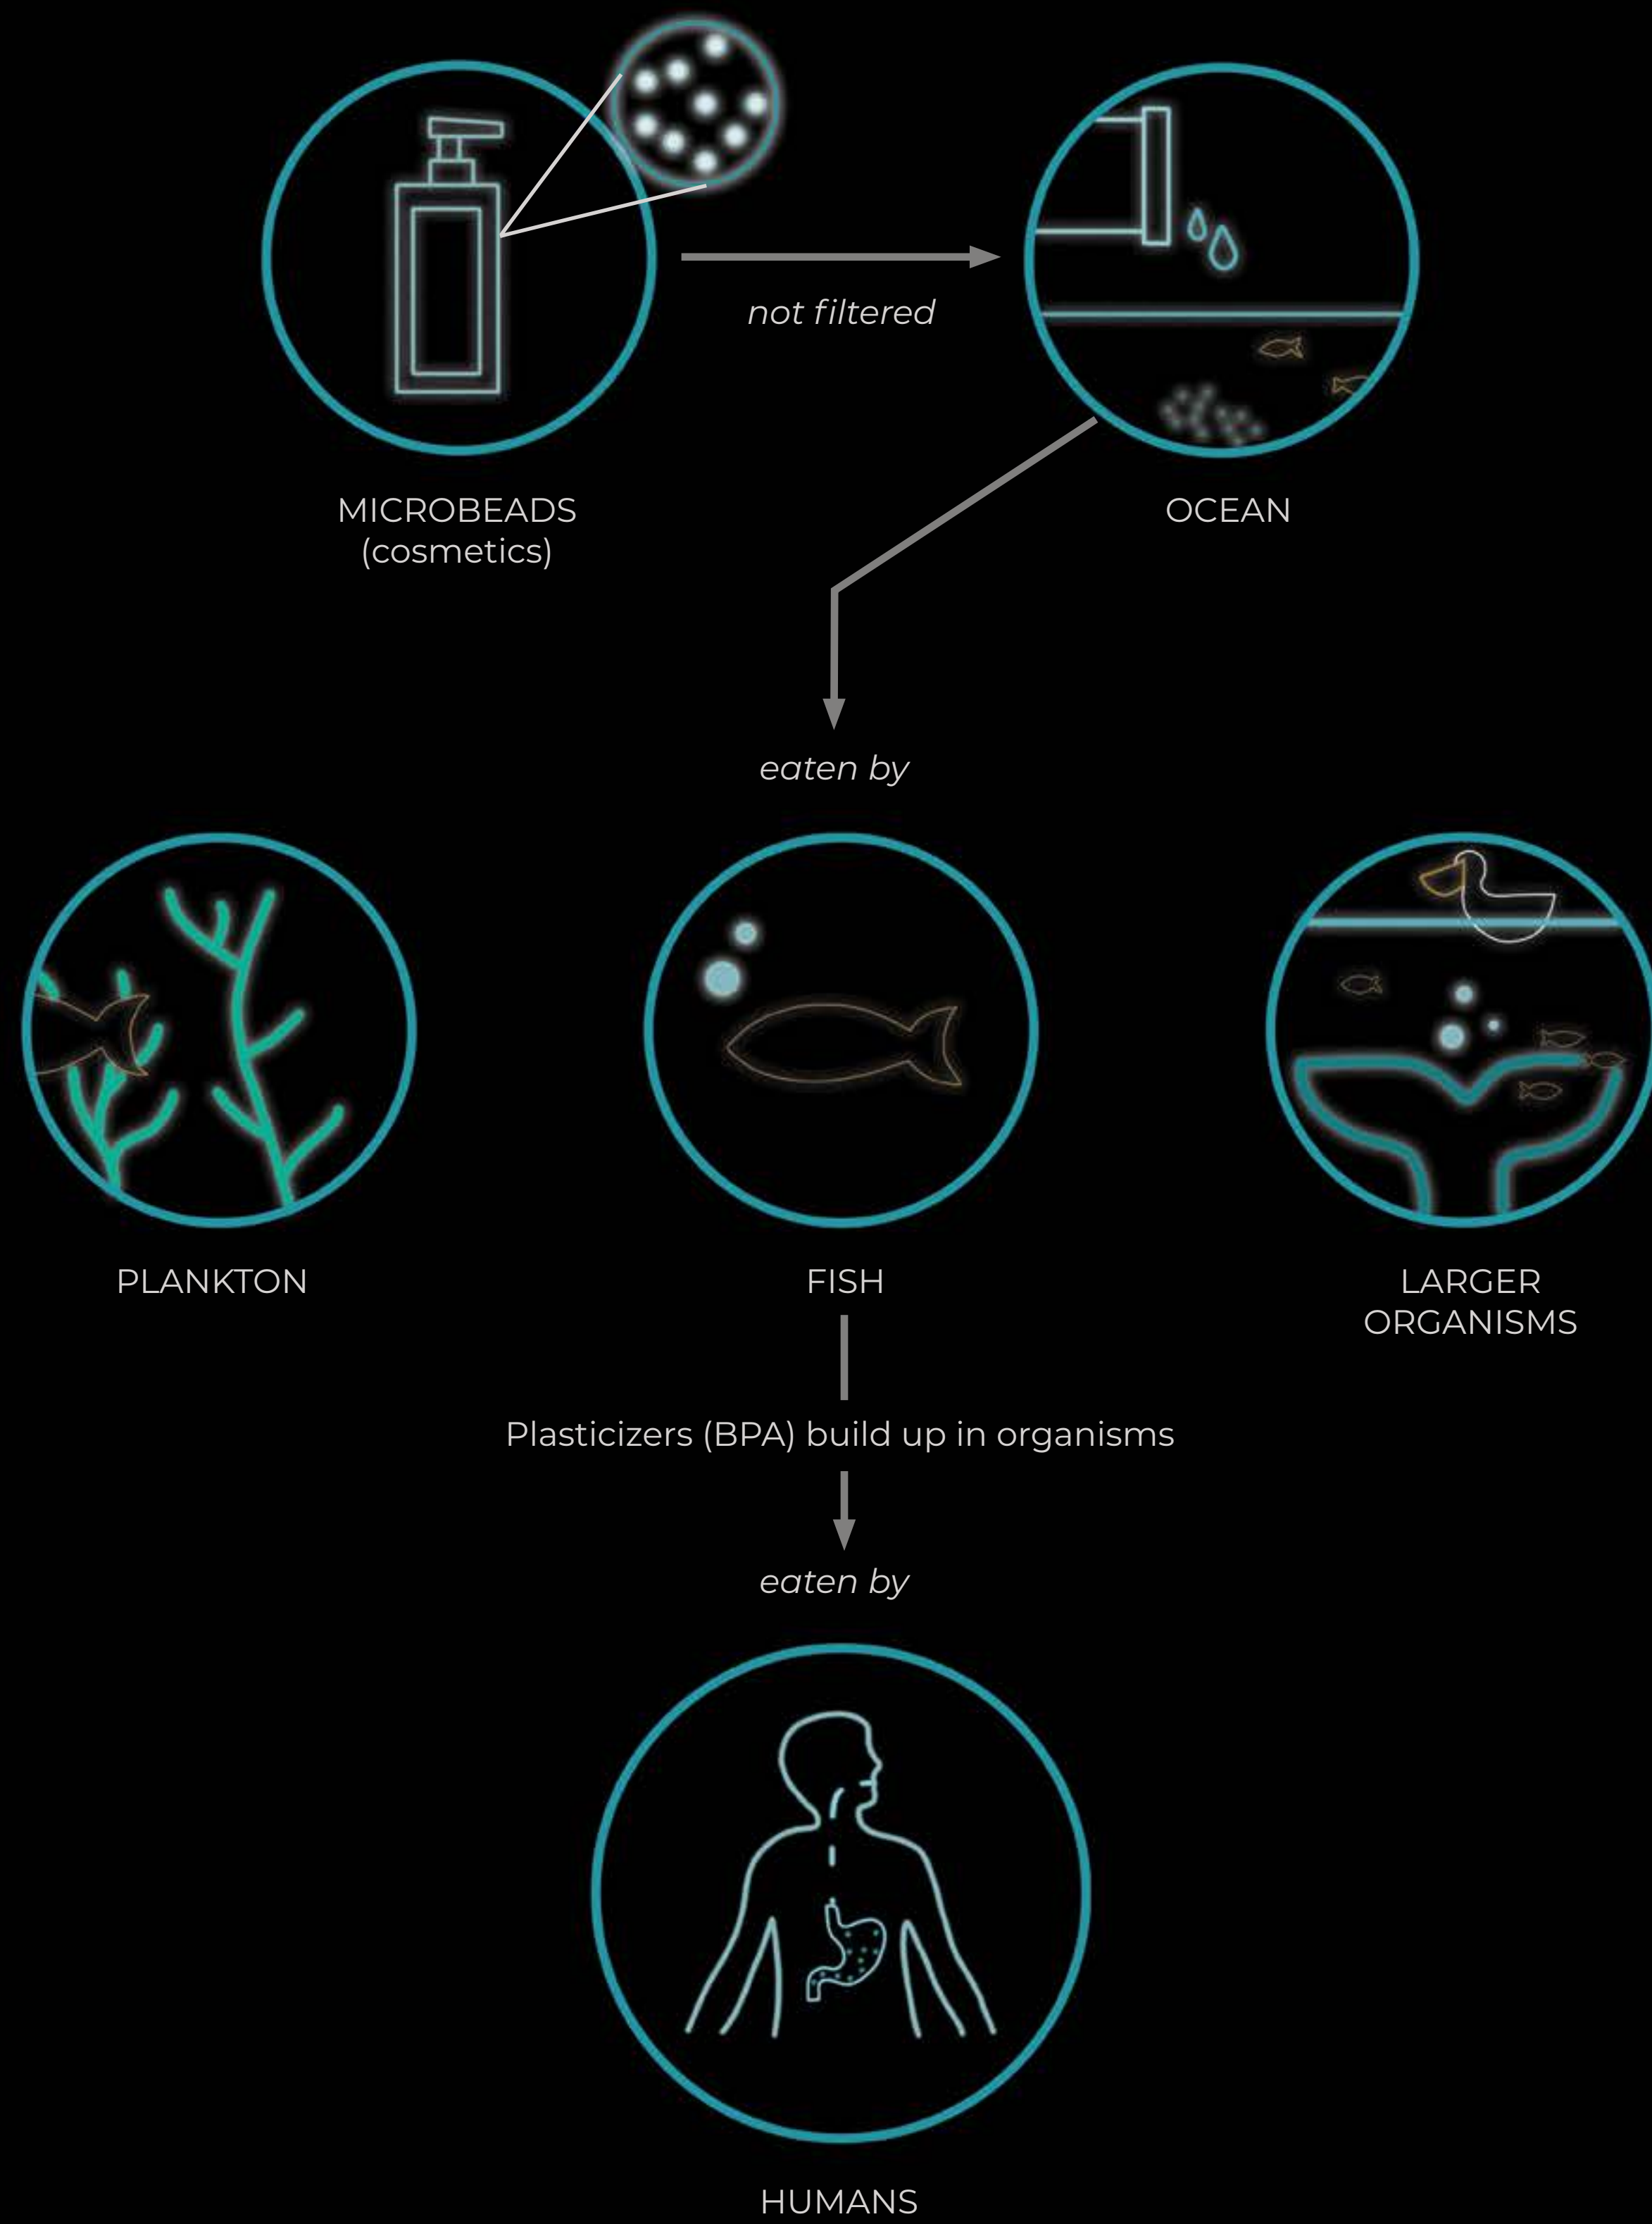 not filtered
MICROBEADS
(cosmetics)
OCEAN
eaten by
PLANKTON
FISH
LARGER
ORGANISMS
Plasticizers (BPA) build up in organisms
eaten by
HUMANS